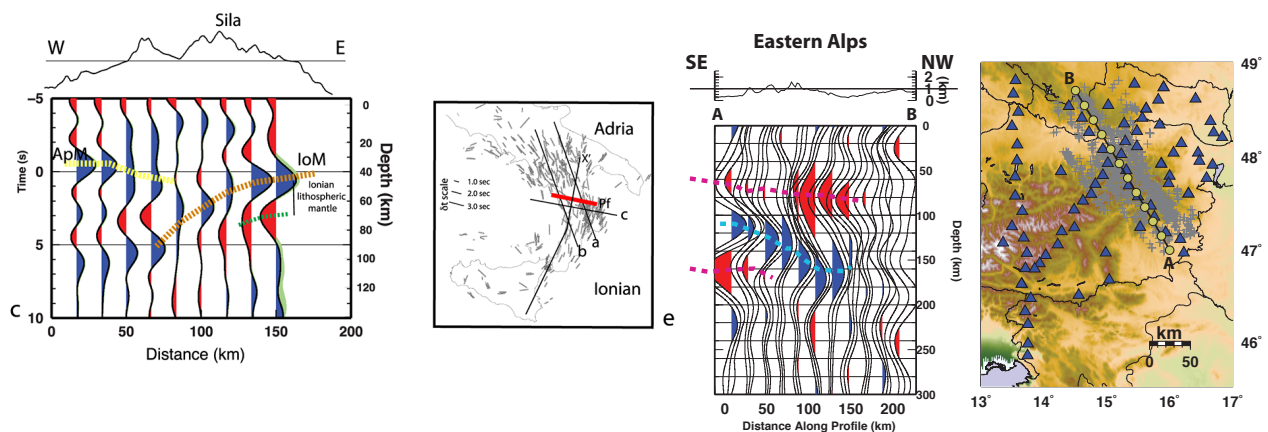 Sila
W
E
-5
0
5
10
Time (s)
0
20
40
60
80
100
120
Depth (km)
ApM
IoM
Ionian
lithospheric
mantle
0
50
100
150
200
Distance (km)
C
Adria
x'
1.0 sec
2.0 sec
3.0 sec
δt scale
Pf
c
a
b
Ionian
e
Eastern Alps
SE
NW
2
1
0
(km)
A
B
0
50
100
150
200
250
300
Depth (km)
0
50
100
150
200
Distance Along Profile (km)
B
A
km
0
50
49˚
48˚
47˚
46˚
13˚
14˚
15˚
16˚
17˚